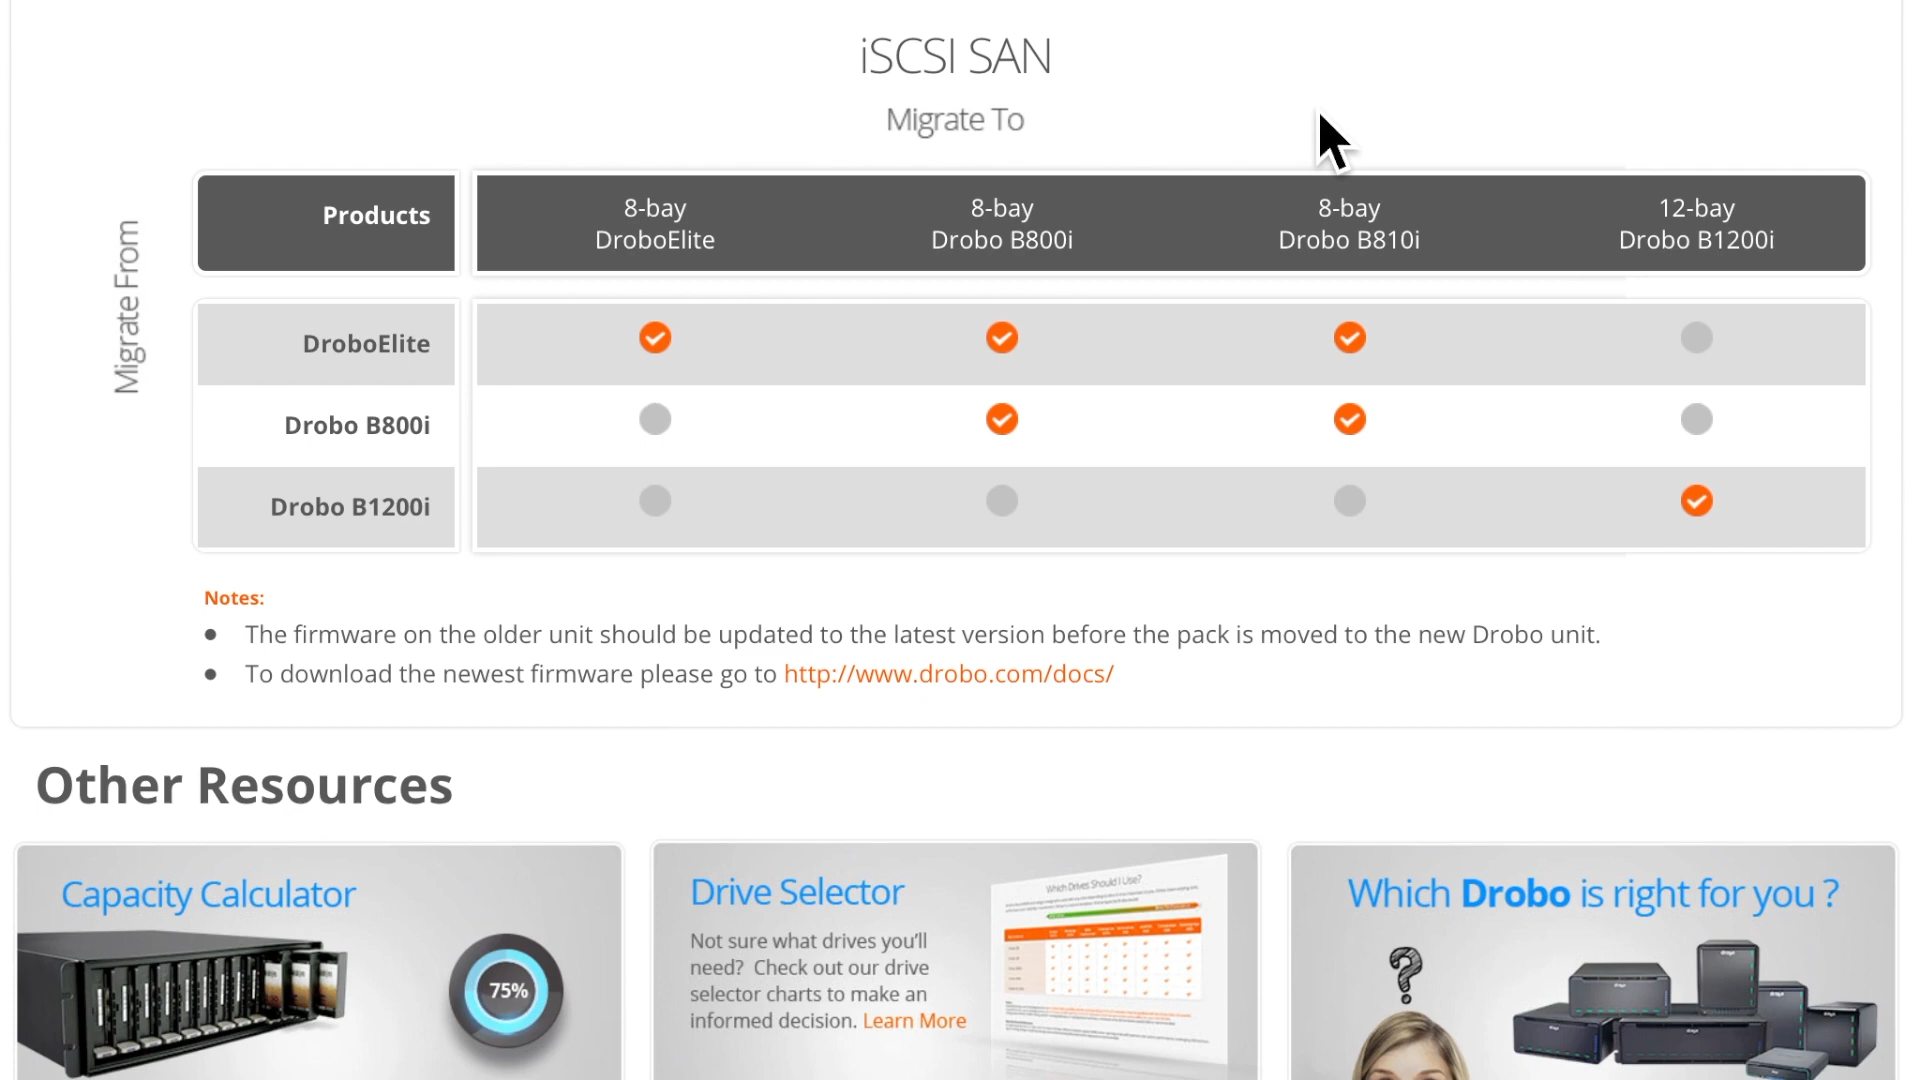 iSCSI SAN
Migrate To
Migrate From
Products
8-bay
DroboElite
8-bay
Drobo B800i
8-bay
Drobo B810i
12-bay
Drobo B1200i
DroboElite
Drobo B800i
Drobo B1200i
Notes:
The firmware on the older unit should be updated to the latest version before the pack is moved to the new Drobo unit.
To download the newest firmware please go to http://www.drobo.com/docs/
Other Resources
Capacity Calculator
75%
Drive Selector
Not sure what drives you'll
need? Check out our drive
selector charts to make an
informed decision. Learn More
Which Drives Should I Use?
Which Drobo is right for you ?
?